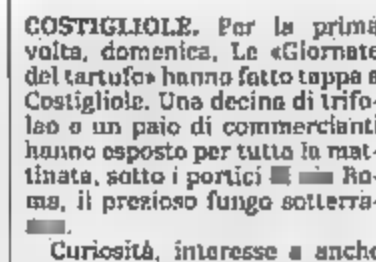 COSTIGLIOLE. Per la prima
volta, domenica, Le «Giornate
del tartufo» hanno fatto tappa a
Costigliole. Una decina di trifo-
lao e un paio di commercianti
hanno esposto per tutta la mat-
tinata, sotto i portici Ro-
ma, il prezioso fungo sotterra-
Curiosità, interesse e anche